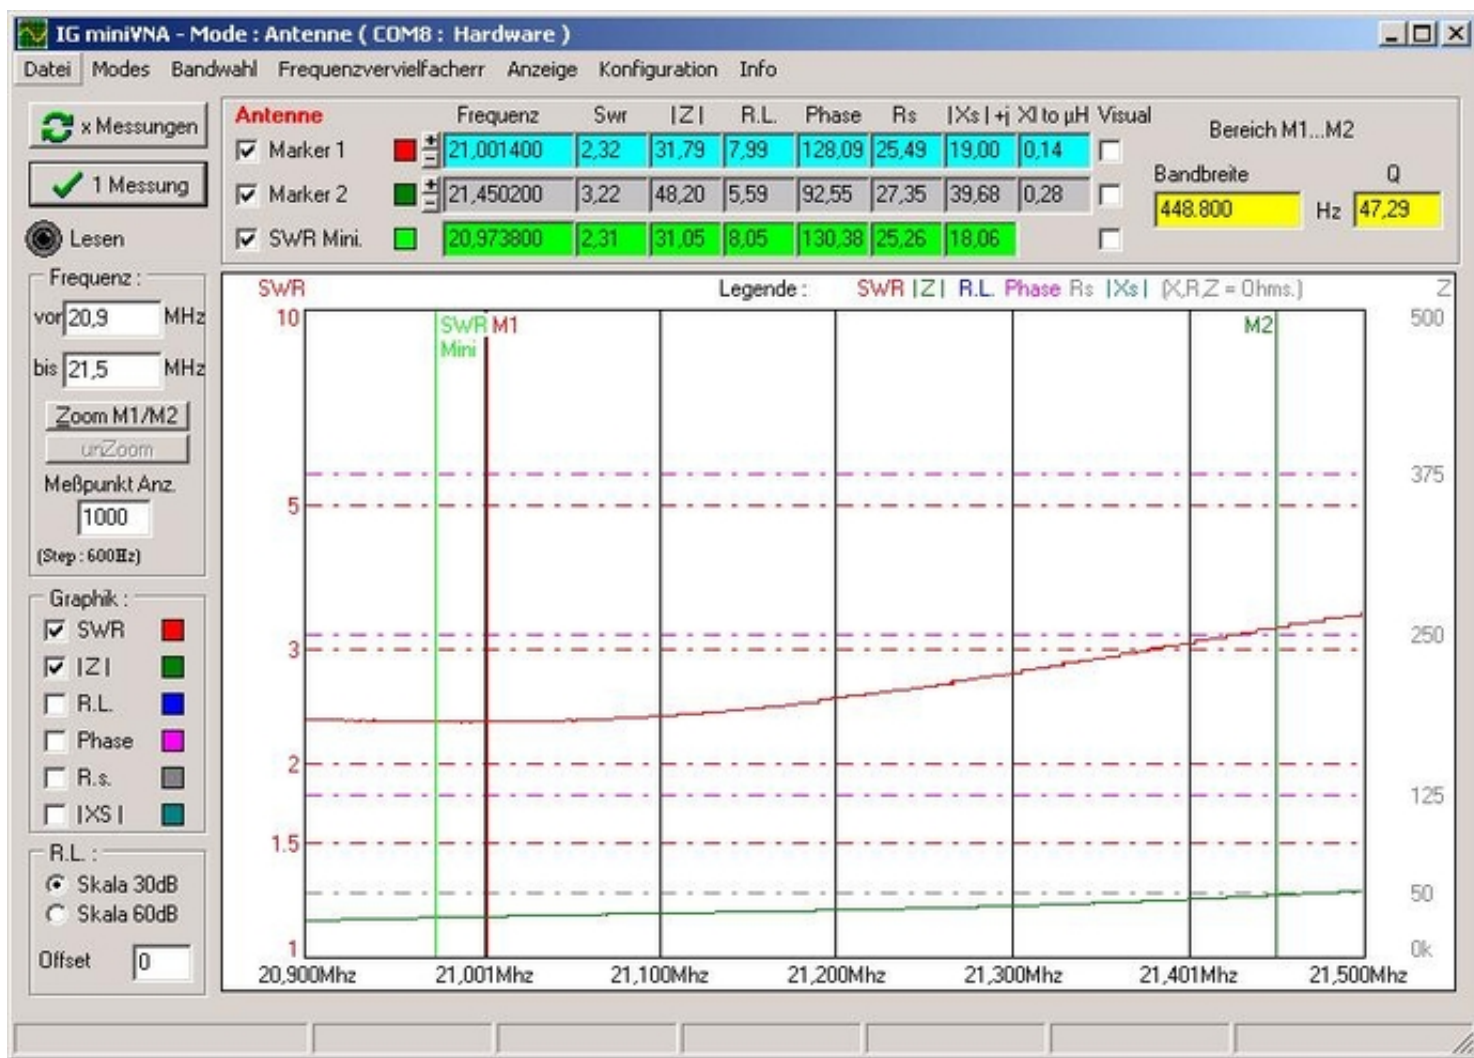 IG miniVNA - Mode : Antenne ( COM8 : Hardware )
Datei Modes Bandwahl Frequenzvervielfacherr Anzeige Konfiguration Info
x Messungen
1 Messung
Lesen
Antenne Frequenz Swr |Z| R.L. Phase Rs |Xs|+j Xl to µH Visual
Marker 1 + - 21,001400 2,32 31,79 7,99 128,09 25,49 19,00 0,14
Marker 2 + - 21,450200 3,22 48,20 5,59 92,55 27,35 39,68 0,28
SWR Mini. 20,973800 2,31 31,05 8,05 130,38 25,26 18,06
Bereich M1...M2
Bandbreite Q
448.800 Hz 47,29
Frequenz :
vor 20,9 MHz
bis 21,5 MHz
Zoom M1/M2
unZoom
Meßpunkt Anz.
1000
(Step : 600Hz)
Graphik :
SWR
|Z|
R.L.
Phase
R.s.
|XS|
R.L. :
Skala 30dB
Skala 60dB
Offset 0
SWR Legende : SWR |Z| R.L. Phase Rs |Xs| (X,R,Z = Ohms.) Z
10 SWR M1 M2 500
Mini
375
5
250
3
2
125
1.5
50
1 0k
20,900Mhz 21,001Mhz 21,100Mhz 21,200Mhz 21,300Mhz 21,401Mhz 21,500Mhz